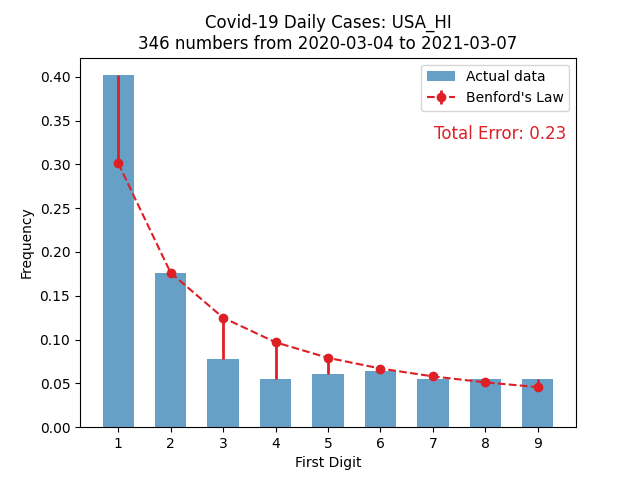 Covid-19 Daily Cases: USA_HI
346 numbers from 2020-03-04 to 2021-03-07
Actual data
Benford's Law
Total Error: 0.23
0.40
0.35
0.30
0.25
0.20
0.15
0.10
0.05
0.00
Frequency
1 2 3 4 5 6 7 8 9
First Digit